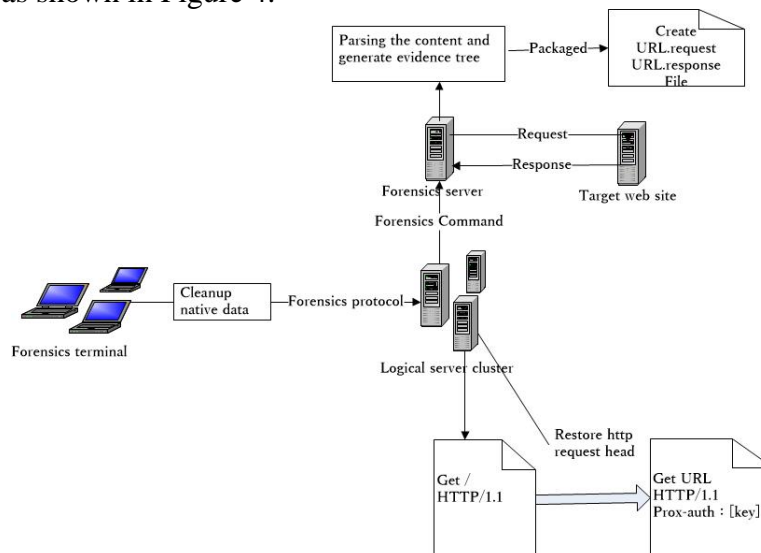 as shown in Figure 4.
Parsing the content and
generate evidence tree
Packaged
Create
URL.request
URL.response
File
Request
Response
Forensics server
Target web site
Forensics Command
Cleanup
native data
Forensics protocol
Forensics terminal
Logical server cluster
Restore http
request head
Get /
HTTP/1.1
Get URL
HTTP/1.1
Prox-auth：[key]